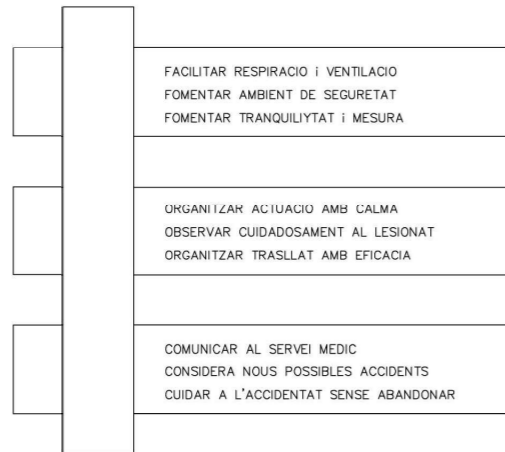 FACILITAR RESPIRACIO i VENTILACIO
FOMENTAR AMBIENT DE SEGURETAT
FOMENTAR TRANQUILIYTAT i MESURA
ORGANITZAR ACTUACIO AMB CALMA
OBSERVAR CUIDADOSAMENT AL LESIONAT
ORGANITZAR TRASLLAT AMB EFICACIA
COMUNICAR AL SERVEI MEDIC
CONSIDERA NOUS POSSIBLES ACCIDENTS
CUIDAR A L'ACCIDENTAT SENSE ABANDONAR